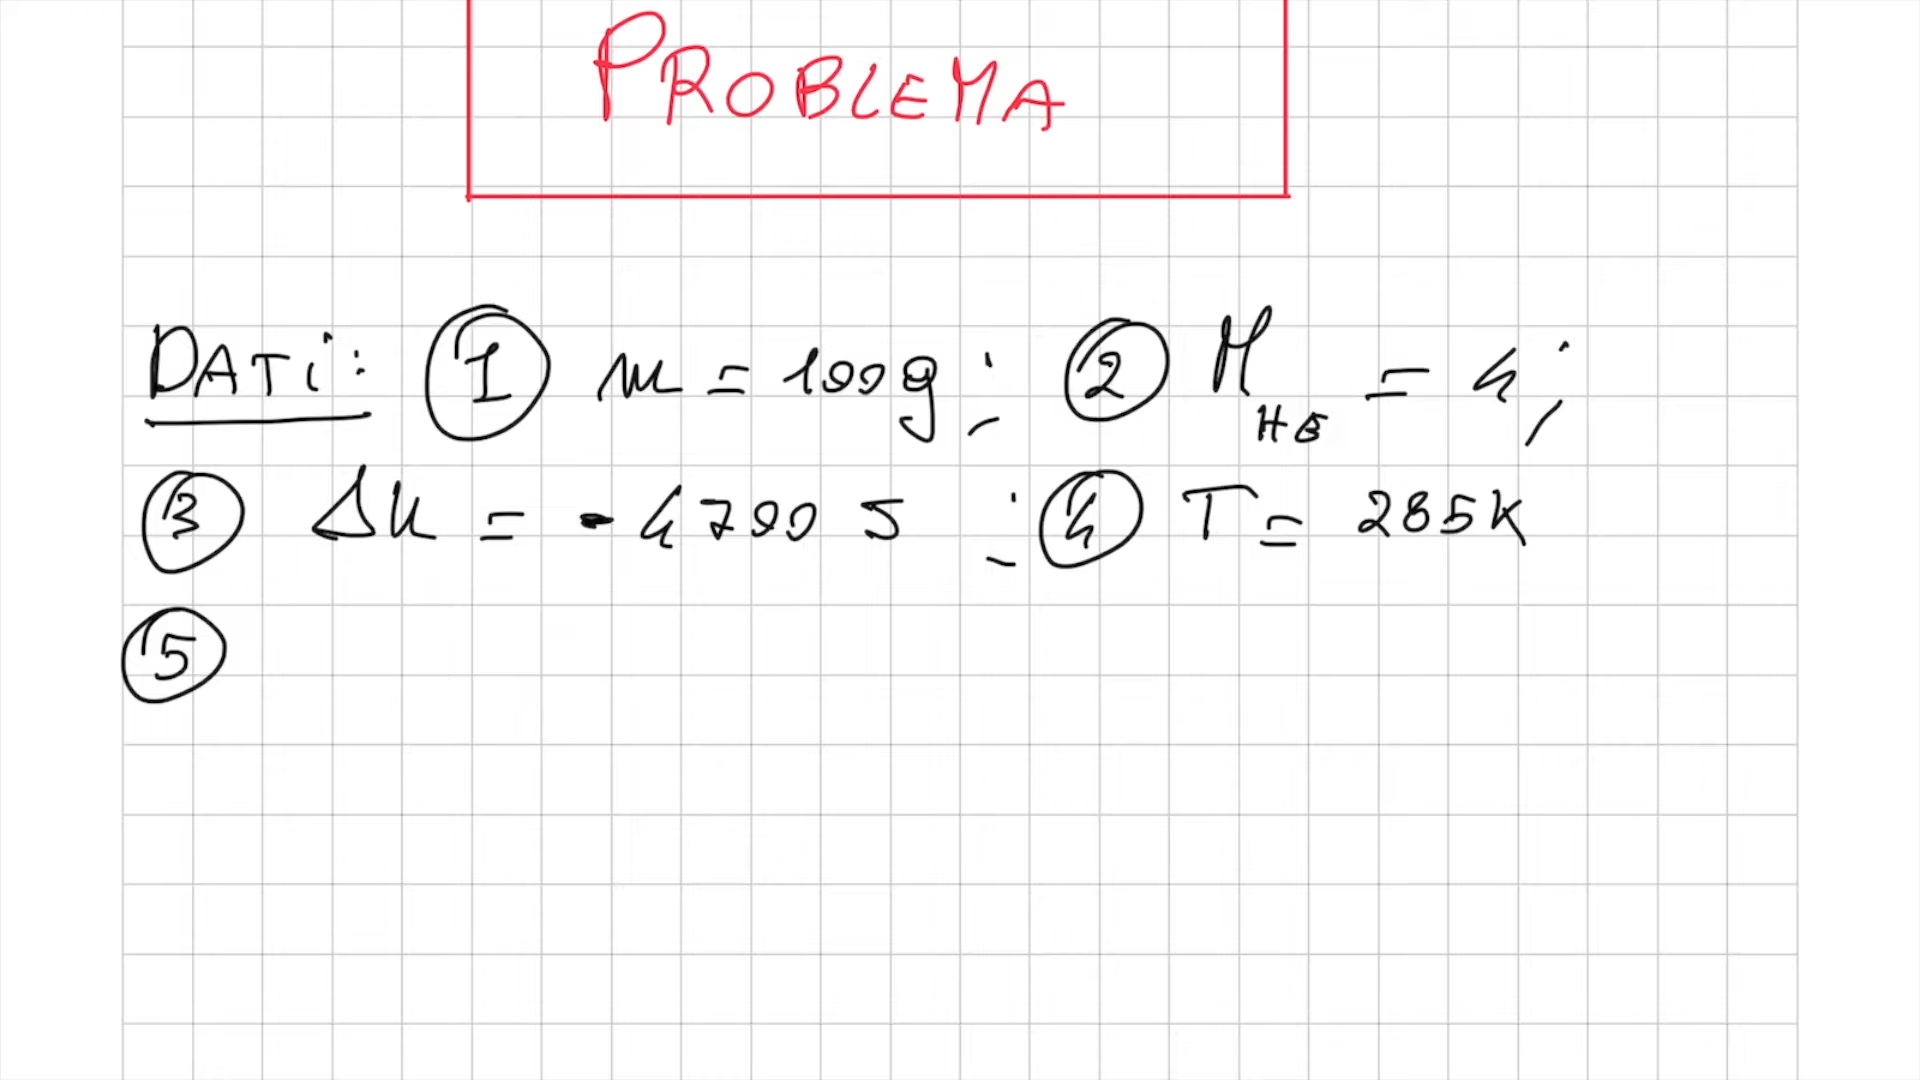 PROBLEMA
DATi: ① m = 100g; ② M_HE = 4;
③ ΔU = -4700 J ; ④ T = 285K
⑤